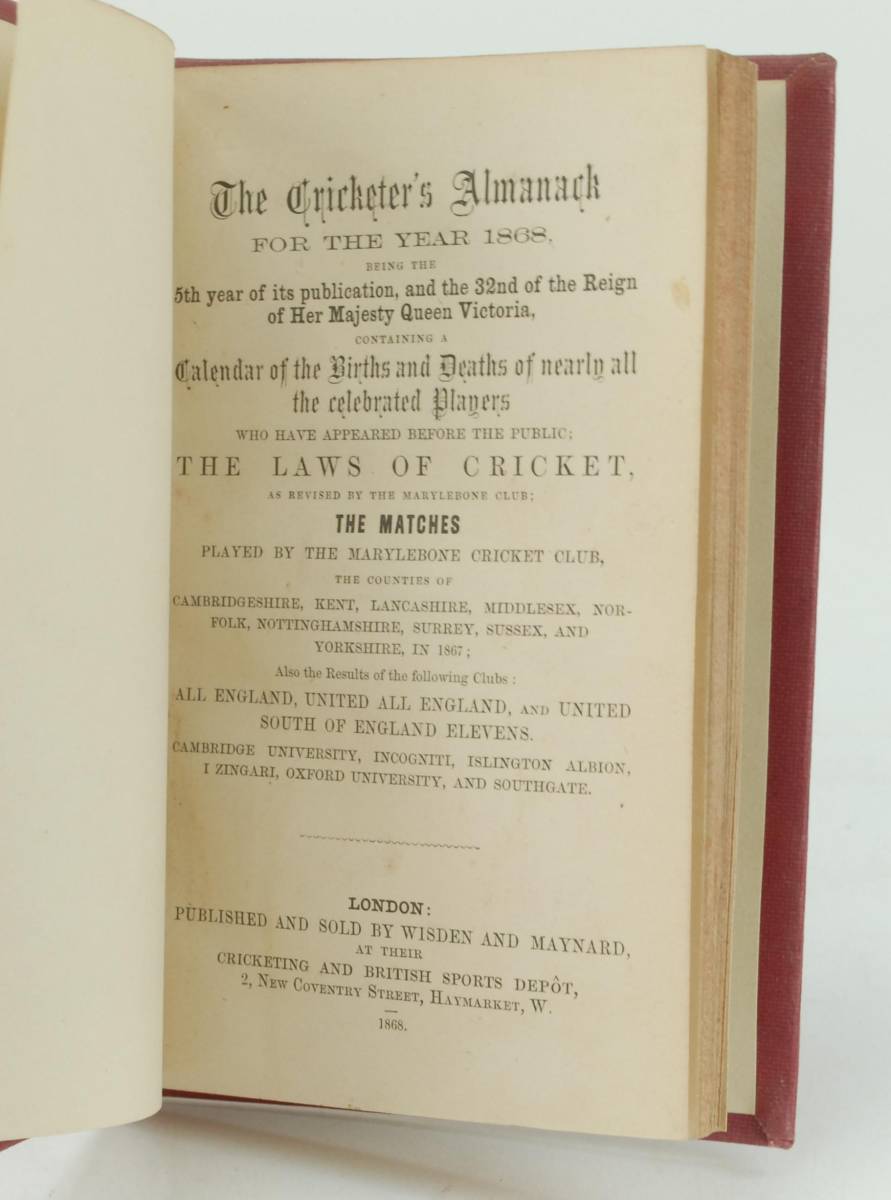 The Cricketer's Almanack
FOR THE YEAR 1868,
BEING THE
5th year of its publication, and the 32nd of the Reign
of Her Majesty Queen Victoria,
CONTAINING A
Calendar of the Births and Deaths of nearly all
the celebrated Players
WHO HAVE APPEARED BEFORE THE PUBLIC;
THE LAWS OF CRICKET,
AS REVISED BY THE MARYLEBONE CLUB;
THE MATCHES
PLAYED BY THE MARYLEBONE CRICKET CLUB,
THE COUNTIES OF
CAMBRIDGESHIRE, KENT, LANCASHIRE, MIDDLESEX, NOR-
FOLK, NOTTINGHAMSHIRE, SURREY, SUSSEX, AND
YORKSHIRE, IN 1867;
Also the Results of the following Clubs:
ALL ENGLAND, UNITED ALL ENGLAND, AND UNITED
SOUTH OF ENGLAND ELEVENS.
CAMBRIDGE UNIVERSITY, INCOGNITI, ISLINGTON ALBION,
I ZINGARI, OXFORD UNIVERSITY, AND SOUTHGATE.
LONDON:
PUBLISHED AND SOLD BY WISDEN AND MAYNARD,
AT THEIR
CRICKETING AND BRITISH SPORTS DEPÔT,
2, NEW COVENTRY STREET, HAYMARKET, W.
1868.